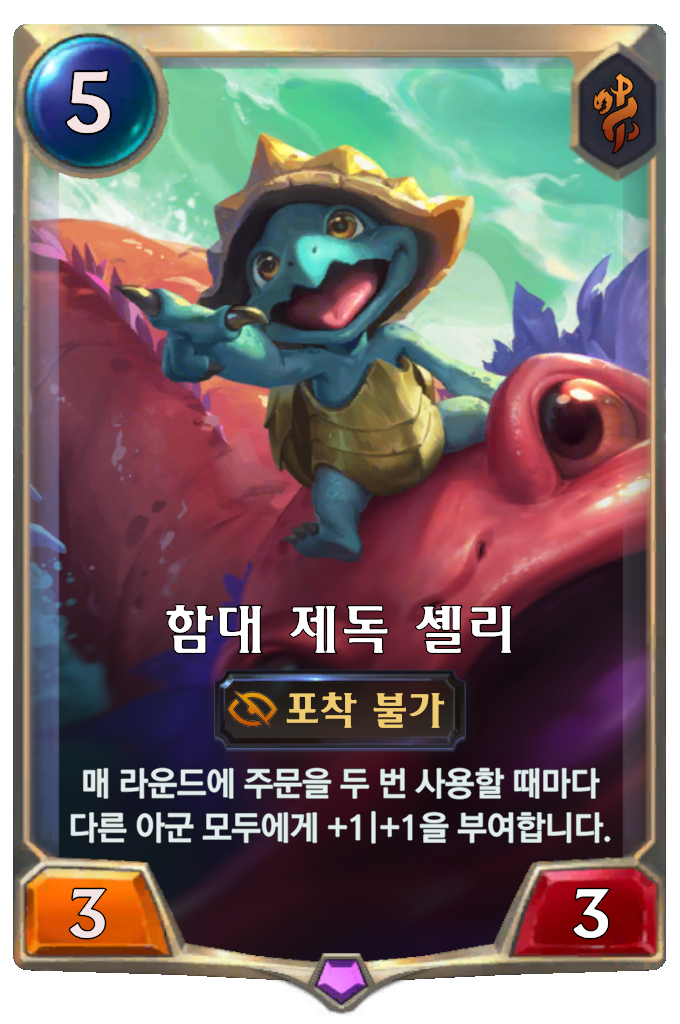 5
함대 제독 셸리
포착 불가
매 라운드에 주문을 두 번 사용할 때마다
다른 아군 모두에게 +1|+1을 부여합니다.
3
3